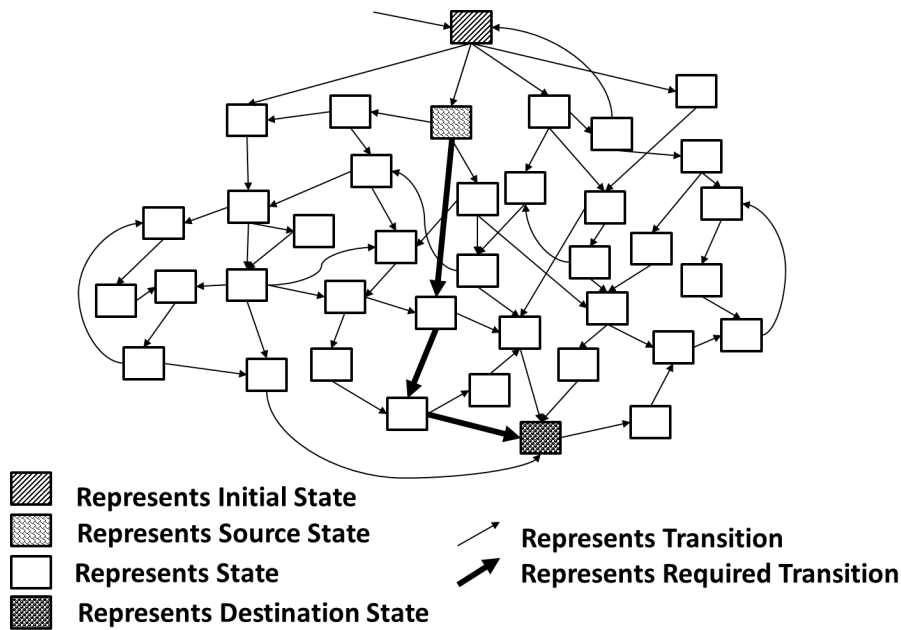 Represents Initial State
Represents Source State
Represents State
Represents Destination State
Represents Transition
Represents Required Transition